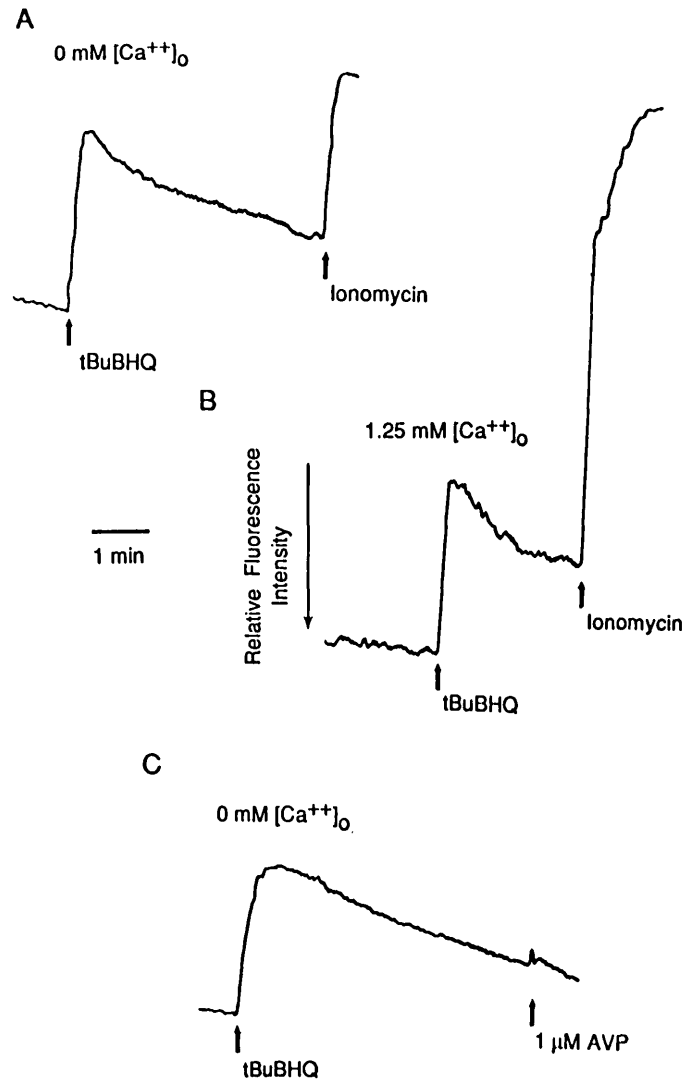 A
0 mM [Ca++]o
Ionomycin
tBuBHQ
B
1.25 mM [Ca++]o
1 min
Relative Fluorescence
Intensity
Ionomycin
tBuBHQ
C
0 mM [Ca++]o
1 μM AVP
tBuBHQ